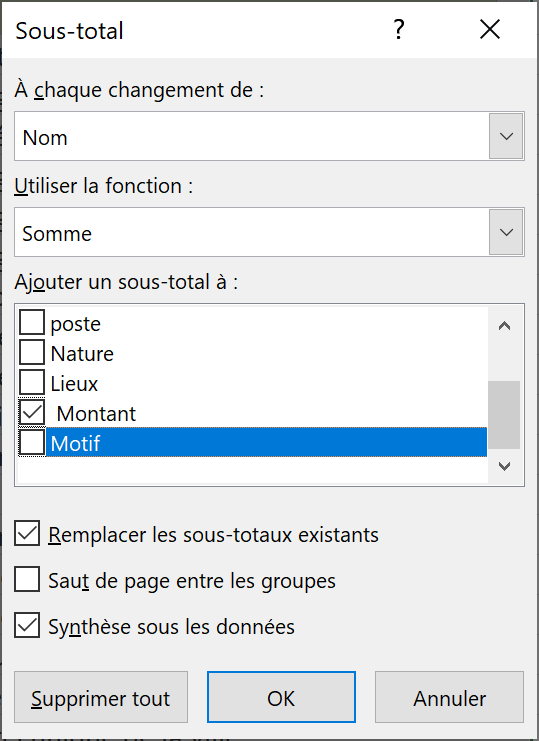 Sous-total ?
À chaque changement de :
Nom
Utiliser la fonction :
Somme
Ajouter un sous-total à :
poste
Nature
Lieux
Montant
Motif
Remplacer les sous-totaux existants
Saut de page entre les groupes
Synthèse sous les données
Supprimer tout OK Annuler